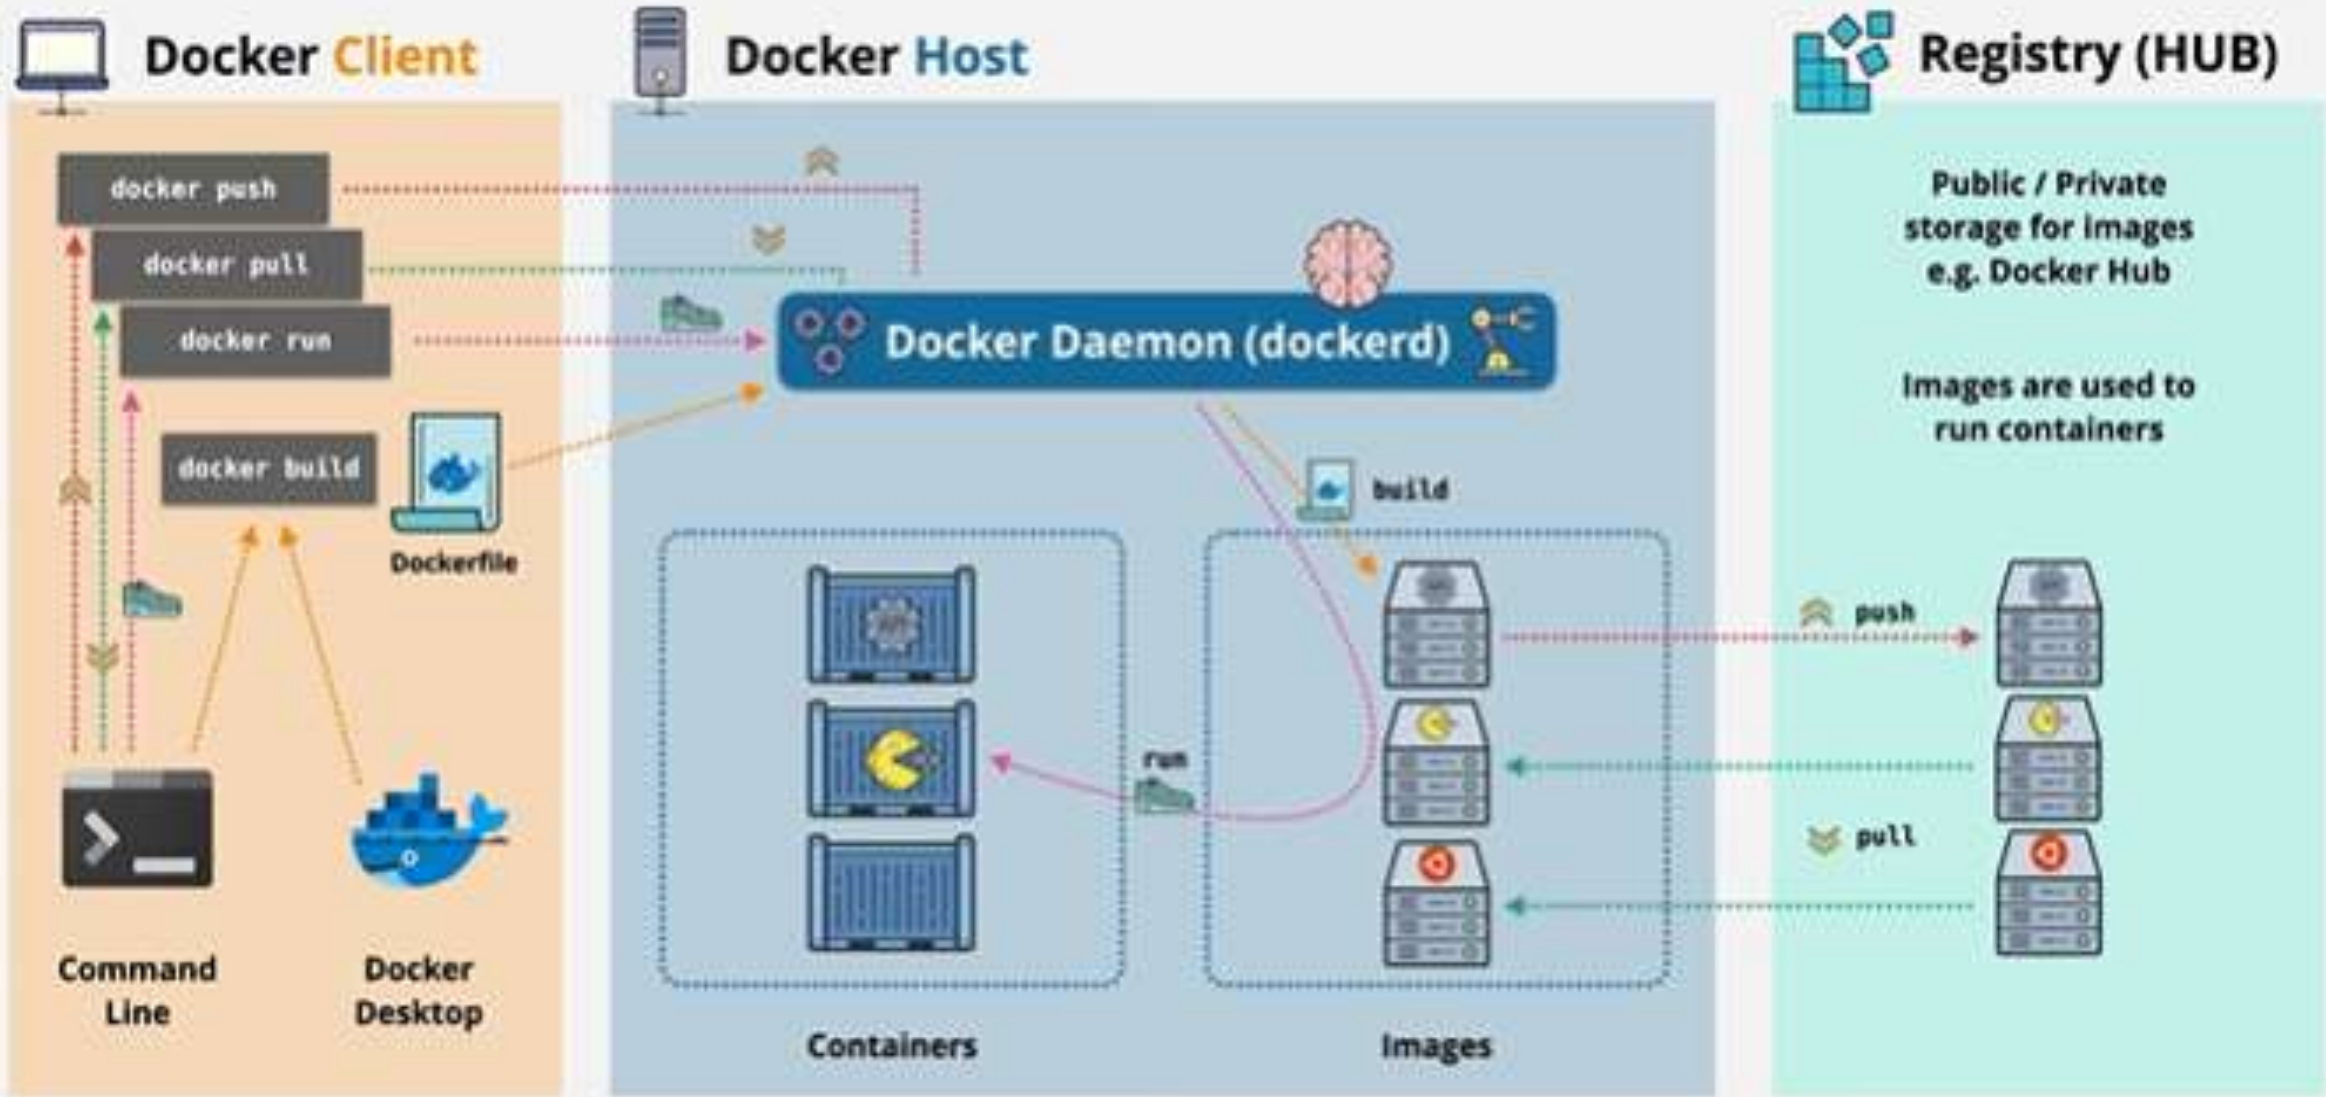 Docker Client
docker push
docker pull
docker run
docker build
Dockerfile
Command
Line
Docker
Desktop
Docker Host
Docker Daemon (dockerd)
build
run
API
Containers
Images
Registry (HUB)
Public / Private
storage for images
e.g. Docker Hub
Images are used to
run containers
push
pull